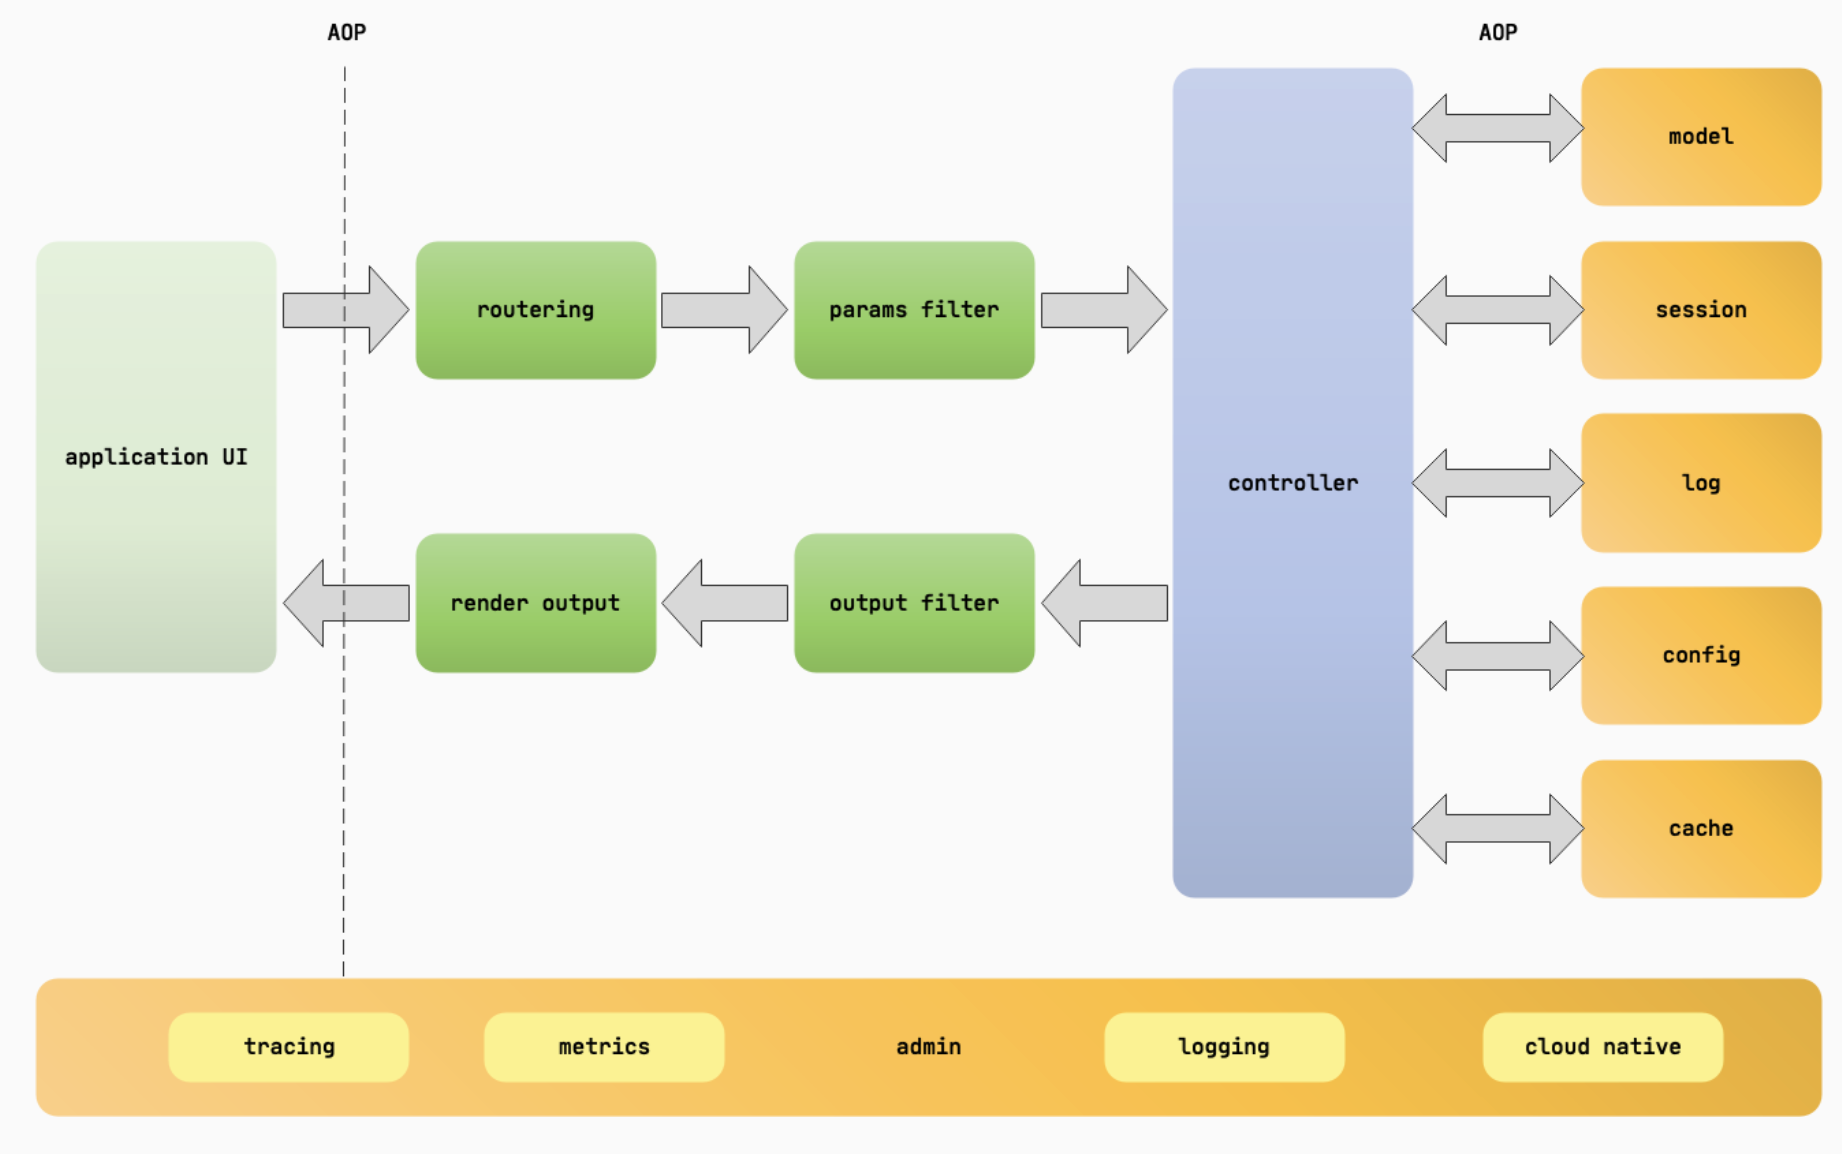 AOP
AOP
model
routering
params filter
session
application UI
controller
log
render output
output filter
config
cache
tracing
metrics
admin
logging
cloud native